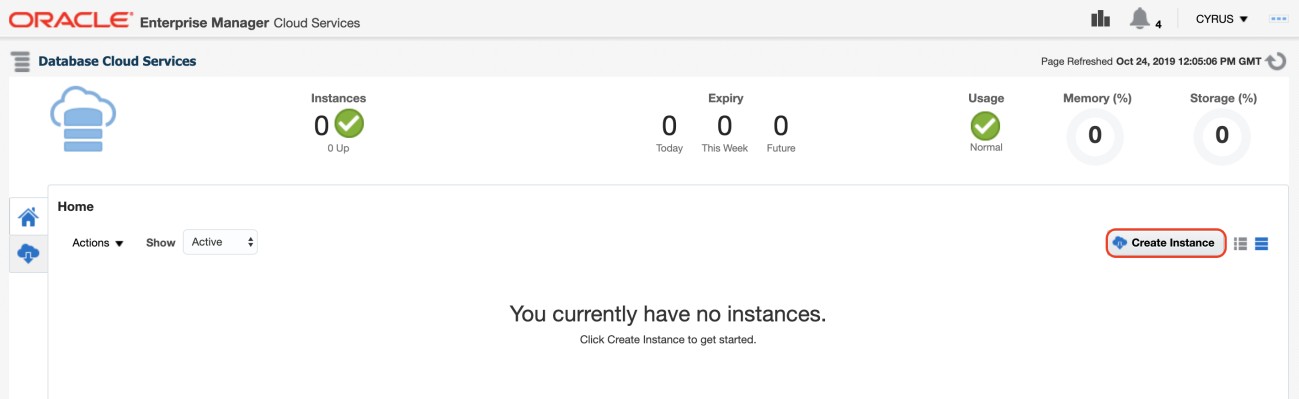 ORACLE Enterprise Manager Cloud Services
4
CYRUS
Database Cloud Services
Page Refreshed Oct 24, 2019 12:05:06 PM GMT
Instances
0
0 Up
Expiry
0 0 0
Today This Week Future
Usage
Normal
Memory (%)
0
Storage (%)
0
Home
Actions Show Active
Create Instance
You currently have no instances.
Click Create Instance to get started.